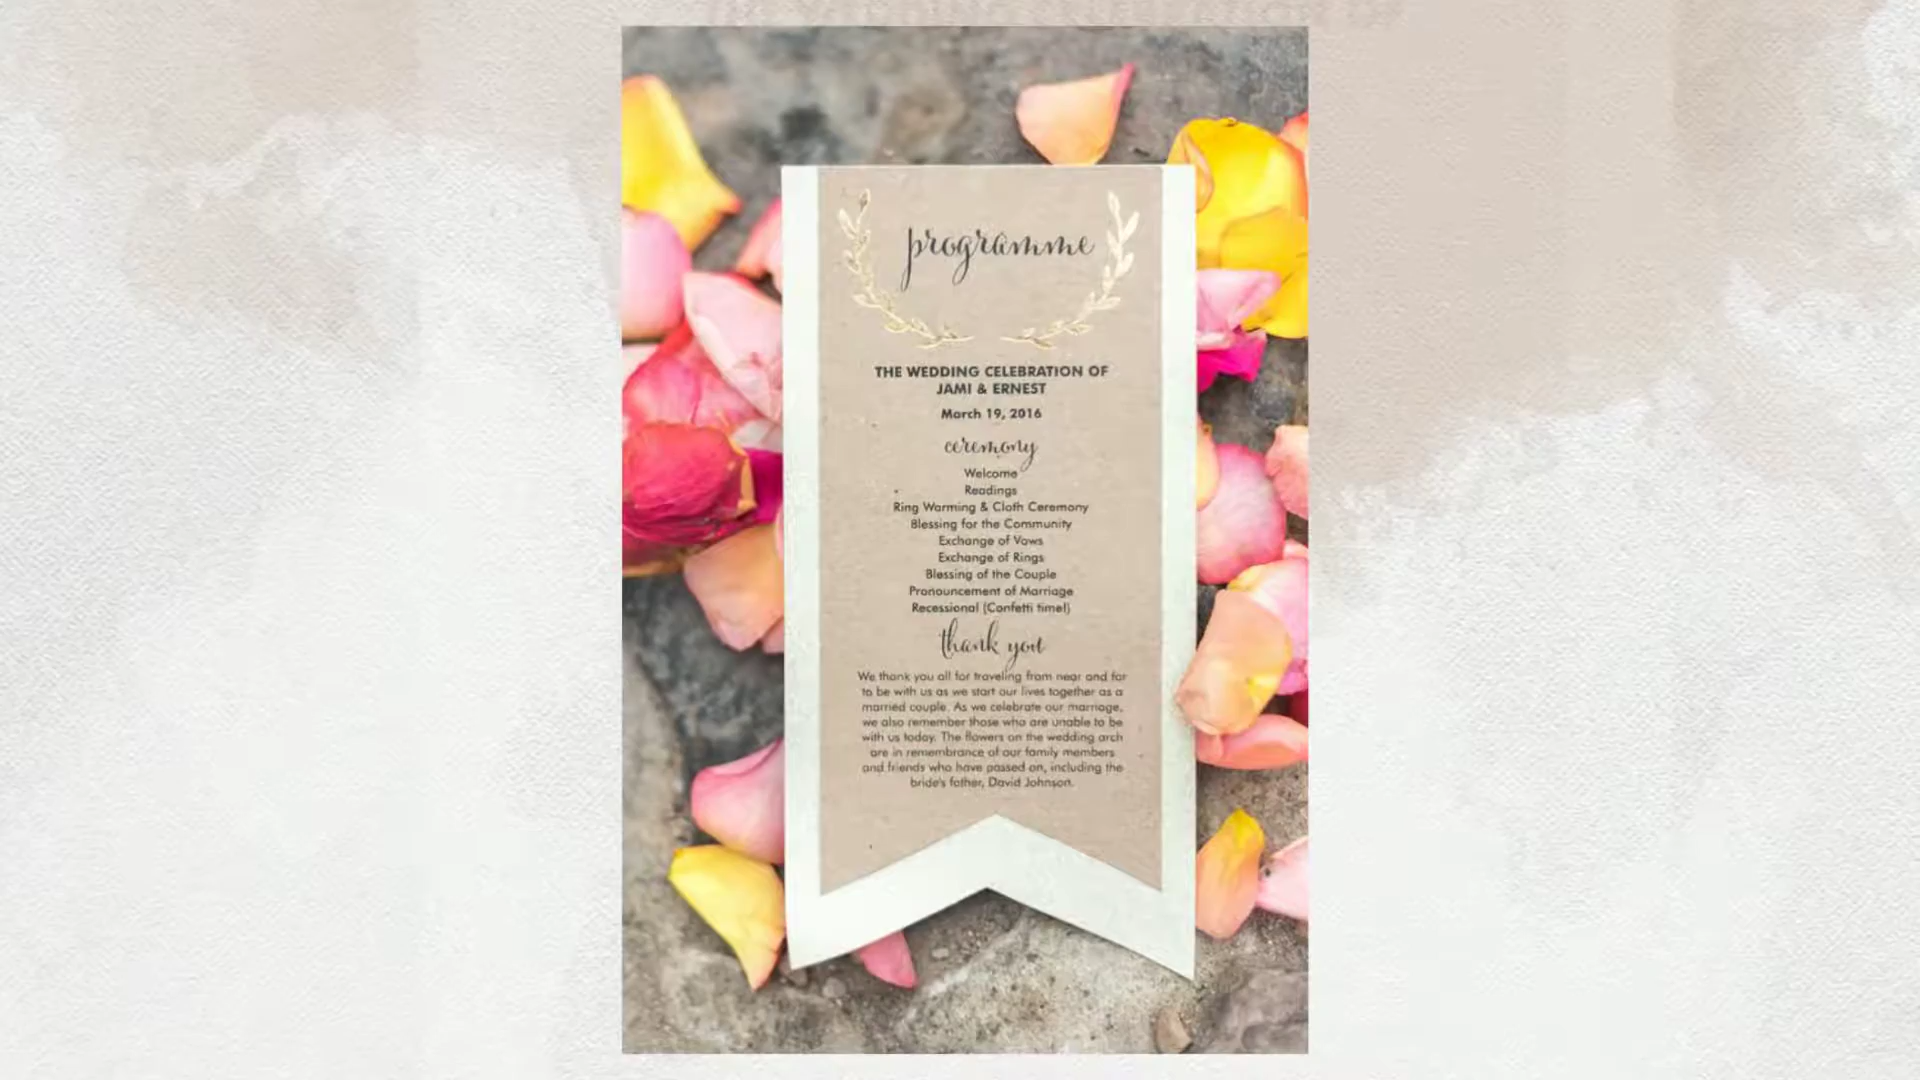 programme
THE WEDDING CELEBRATION OF
JAMI & ERNEST
March 19, 2016
ceremony
Welcome
Readings
Ring Warming & Cloth Ceremony
Blessing for the Community
Exchange of Vows
Exchange of Rings
Blessing of the Couple
Pronouncement of Marriage
Recessional (Confetti time!)
thank you
We thank you all for traveling from near and far
to be with us as we start our lives together as a
married couple. As we celebrate our marriage,
we also remember those who are unable to be
with us today. The flowers on the wedding arch
are in remembrance of our family members
and friends who have passed on, including the
bride's father, David Johnson.